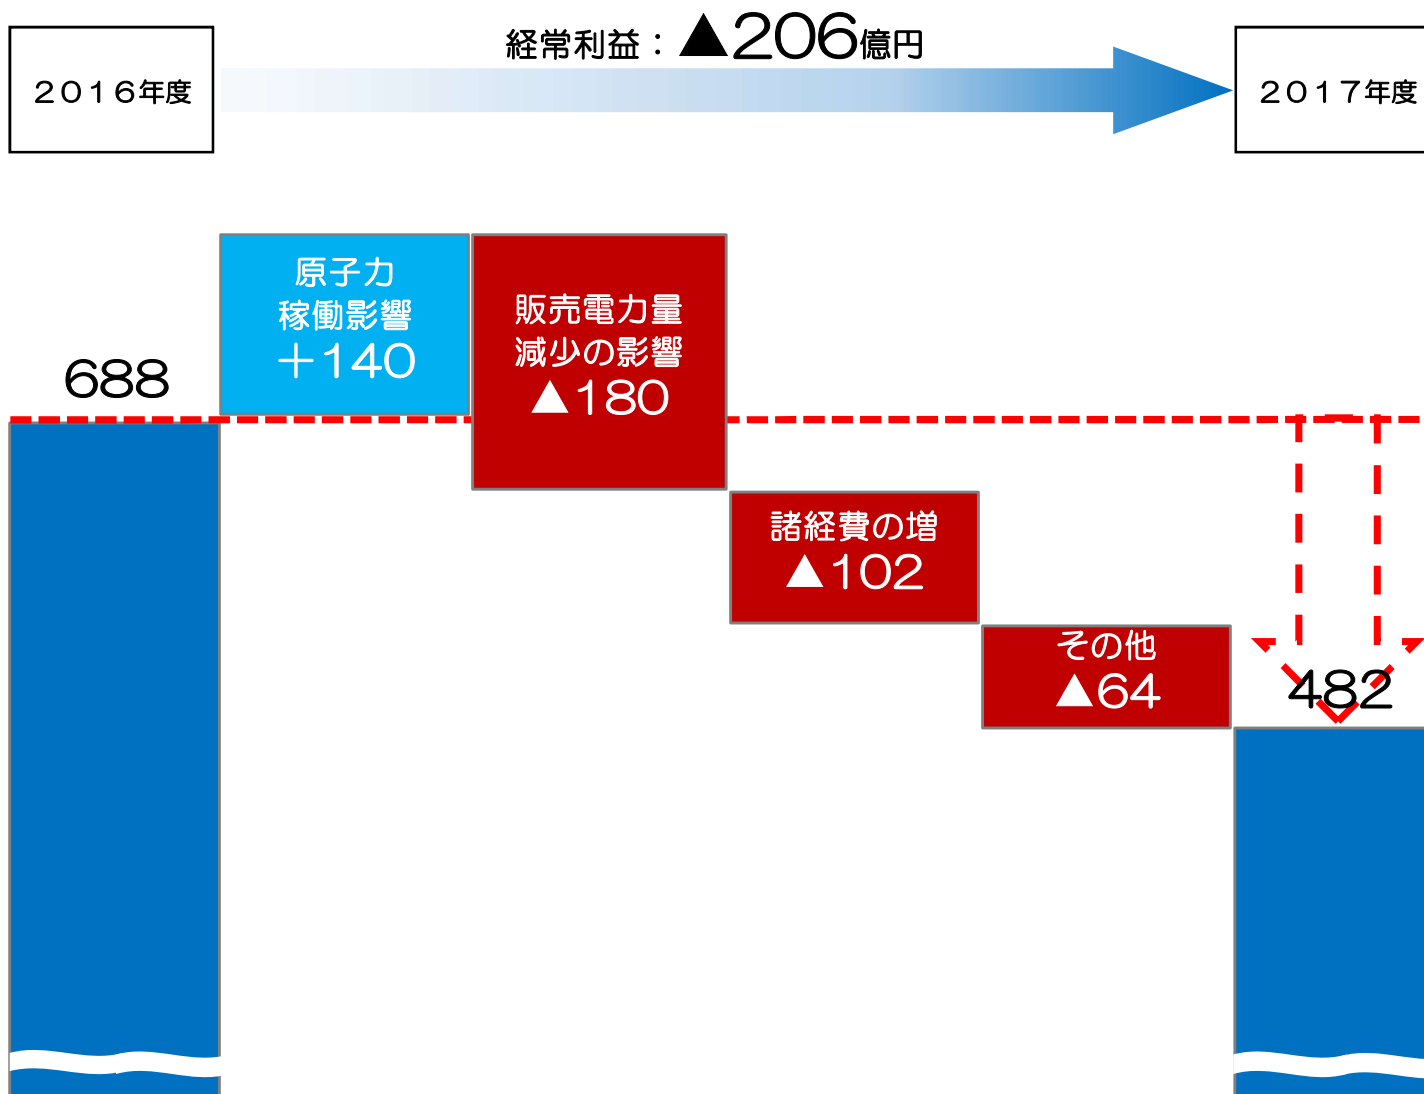 経常利益：▲206億円
２０１６年度
２０１７年度
原子力
稼働影響
＋140
販売電力量
減少の影響
▲180
688
諸経費の増
▲102
その他
▲64
482